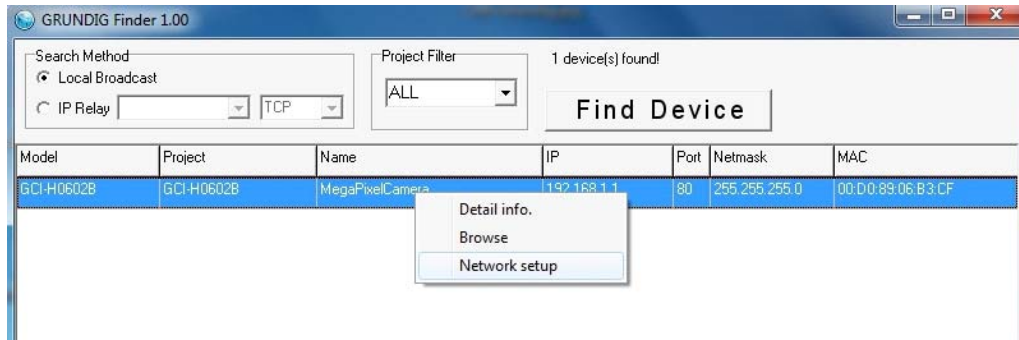 GRUNDIG Finder 1.00
Search Method
Local Broadcast
IP Relay
TCP
Project Filter
ALL
1 device(s) found!
Find Device
Model Project Name IP Port Netmask MAC
GCI-H0602B GCI-H0602B MegaPixelCamera 192.168.1.1 80 255.255.255.0 00:D0:89:06:B3:CF
Detail info.
Browse
Network setup